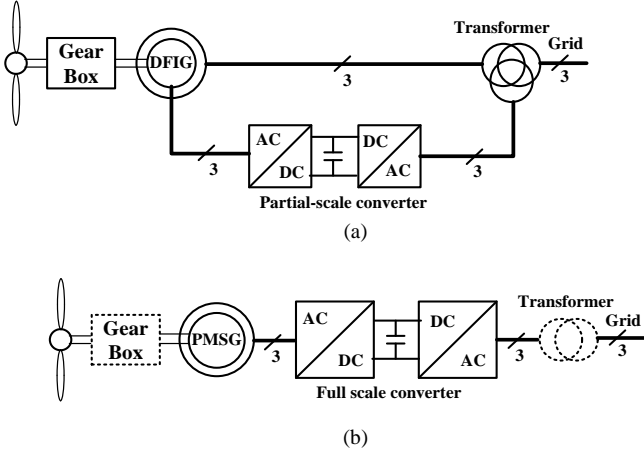 Transformer
Gear
Box
DFIG
Grid
3
3
AC
DC
DC
AC
3
3
Partial-scale converter
(a)
Gear
Box
PMSG
3
AC
DC
DC
AC
3
Transformer
Grid
3
Full scale converter
(b)